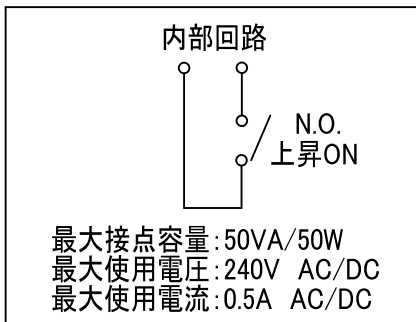 内部回路
N.O.
上昇ON
最大接点容量:50VA/50W
最大使用電圧:240V AC/DC
最大使用電流:0.5A AC/DC